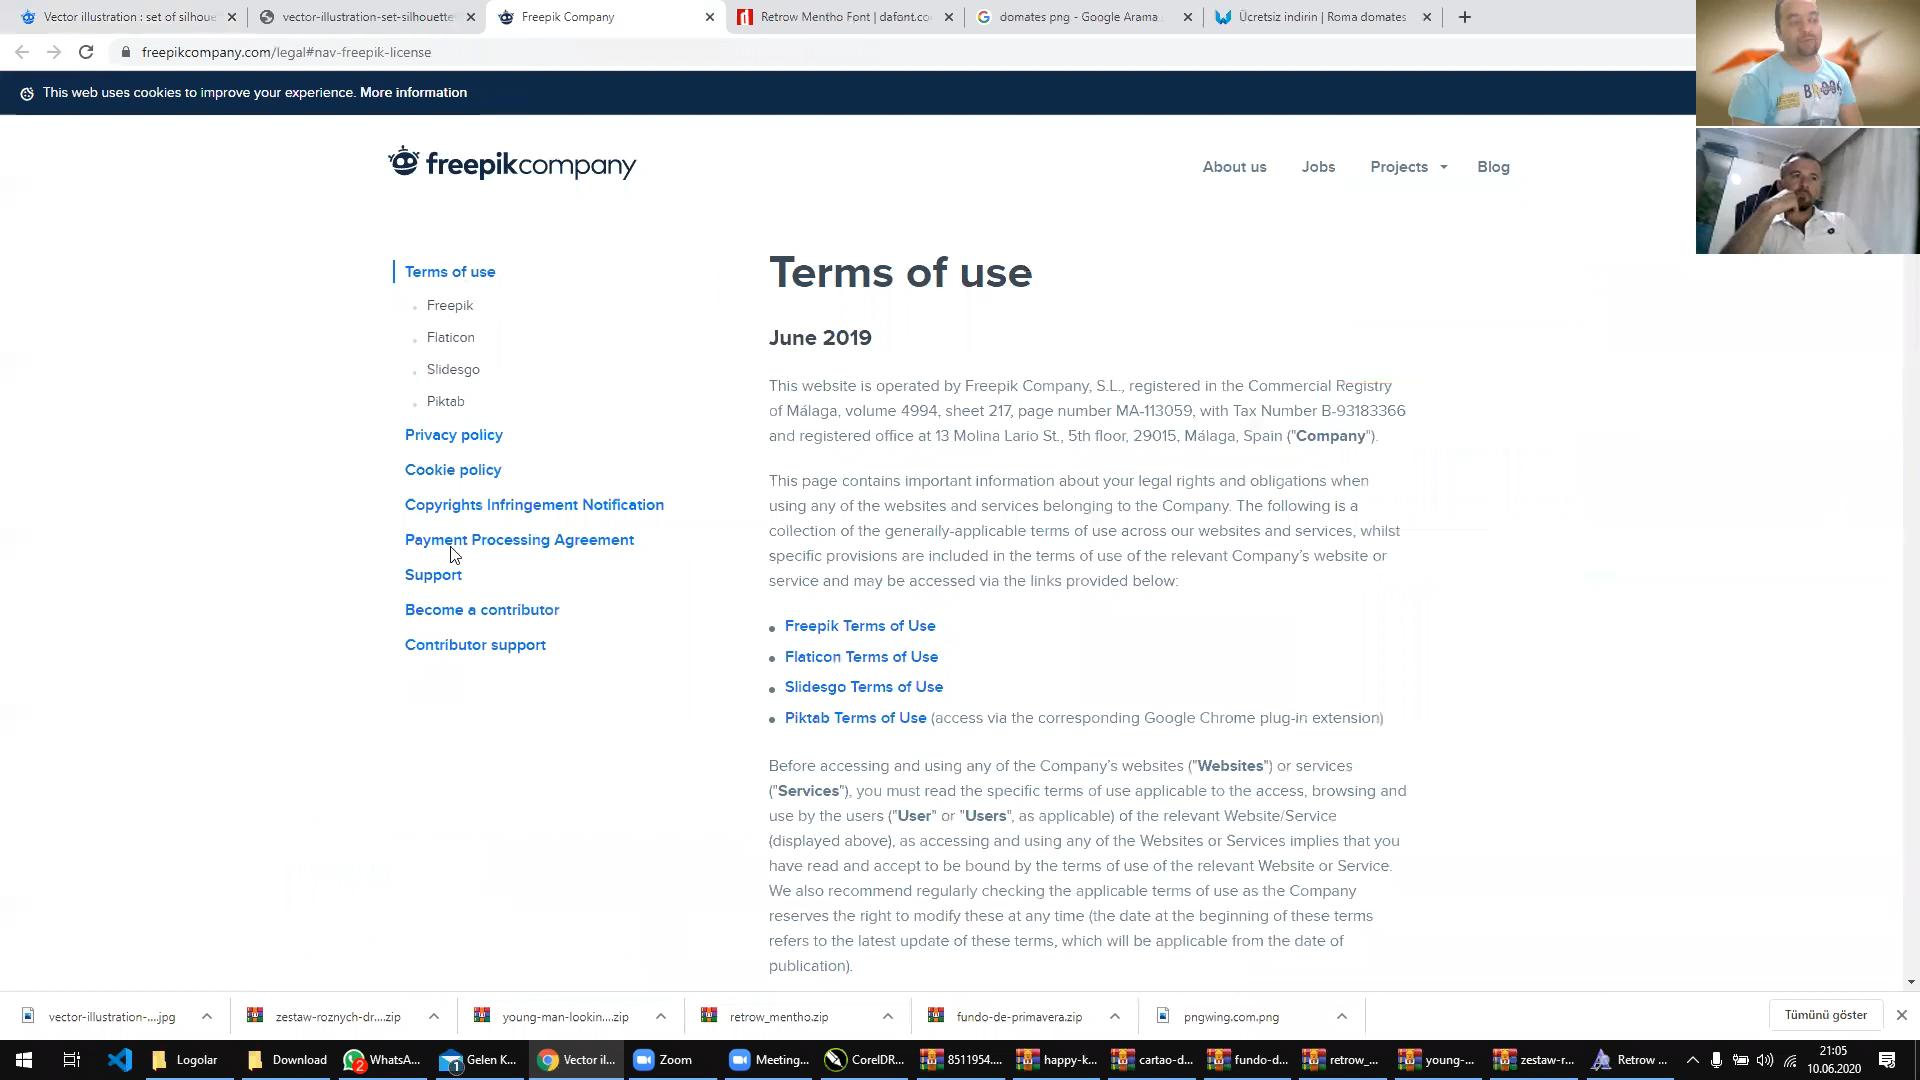 Vector illustration : set of silhoue
vector-illustration-set-silhouette
Freepik Company
Retrow Mentho Font | dafont.co
domates png - Google Arama
Ücretsiz indirin | Roma domates
freepikcompany.com/legal#nav-freepik-license
This web uses cookies to improve your experience. More information
freepikcompany
About us
Jobs
Projects
Blog
Terms of use
Freepik
Flaticon
Slidesgo
Piktab
Privacy policy
Cookie policy
Copyrights Infringement Notification
Payment Processing Agreement
Support
Become a contributor
Contributor support
Terms of use
June 2019
This website is operated by Freepik Company, S.L., registered in the Commercial Registry
of Málaga, volume 4994, sheet 217, page number MA-113059, with Tax Number B-93183366
and registered office at 13 Molina Lario St., 5th floor, 29015, Málaga, Spain ("Company").
This page contains important information about your legal rights and obligations when
using any of the websites and services belonging to the Company. The following is a
collection of the generally-applicable terms of use across our websites and services, whilst
specific provisions are included in the terms of use of the relevant Company's website or
service and may be accessed via the links provided below:
Freepik Terms of Use
Flaticon Terms of Use
Slidesgo Terms of Use
Piktab Terms of Use (access via the corresponding Google Chrome plug-in extension)
Before accessing and using any of the Company's websites ("Websites") or services
("Services"), you must read the specific terms of use applicable to the access, browsing and
use by the users ("User" or "Users", as applicable) of the relevant Website/Service
(displayed above), as accessing and using any of the Websites or Services implies that you
have read and accept to be bound by the terms of use of the relevant Website or Service.
We also recommend regularly checking the applicable terms of use as the Company
reserves the right to modify these at any time (the date at the beginning of these terms
refers to the latest update of these terms, which will be applicable from the date of
publication).
vector-illustration-....jpg
zestaw-roznych-dr....zip
young-man-lookin....zip
retrow_mentho.zip
fundo-de-primavera.zip
pngwing.com.png
Tümünü göster
Logolar
Download
2
WhatsA...
1
Gelen K...
Vector il...
Zoom
Meeting...
CorelDR...
8511954....
happy-k...
cartao-d...
fundo-d...
retrow_...
young-...
zestaw-r...
Retrow ...
21:05
10.06.2020